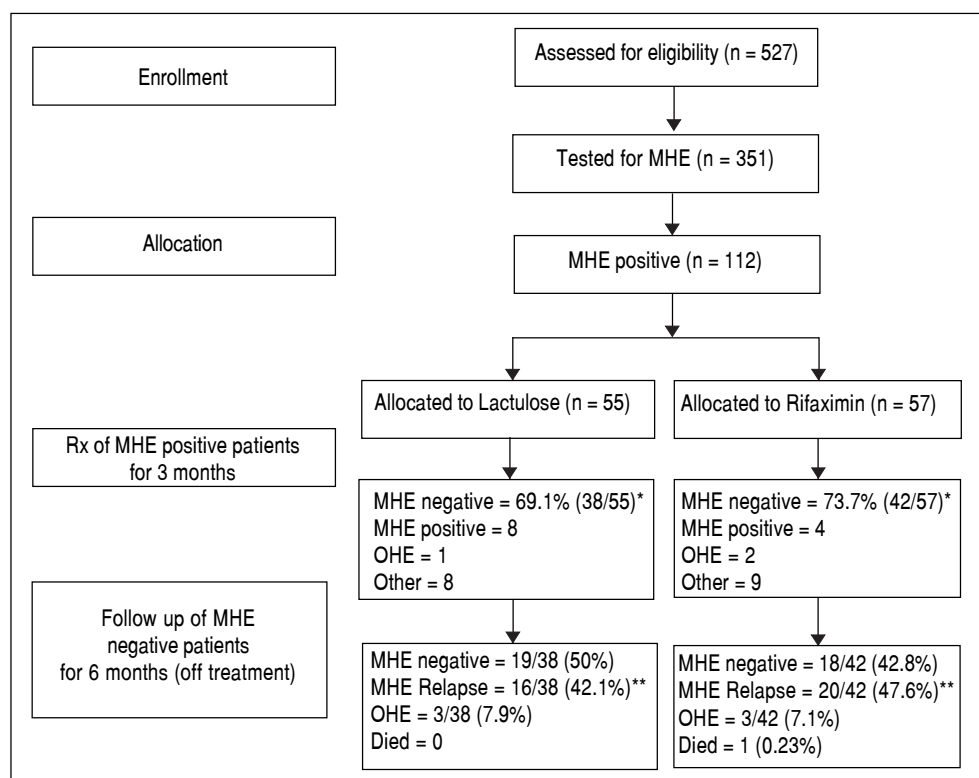 Enrollment
Assessed for eligibility (n = 527)
Tested for MHE (n = 351)
Allocation
MHE positive (n = 112)
Allocated to Lactulose (n = 55)
Allocated to Rifaximin (n = 57)
Rx of MHE positive patients
for 3 months
MHE negative = 69.1% (38/55)*
MHE positive = 8
OHE = 1
Other = 8
MHE negative = 73.7% (42/57)*
MHE positive = 4
OHE = 2
Other = 9
Follow up of MHE
negative patients
for 6 months (off treatment)
MHE negative = 19/38 (50%)
MHE Relapse = 16/38 (42.1%)**
OHE = 3/38 (7.9%)
Died = 0
MHE negative = 18/42 (42.8%)
MHE Relapse = 20/42 (47.6%)**
OHE = 3/42 (7.1%)
Died = 1 (0.23%)